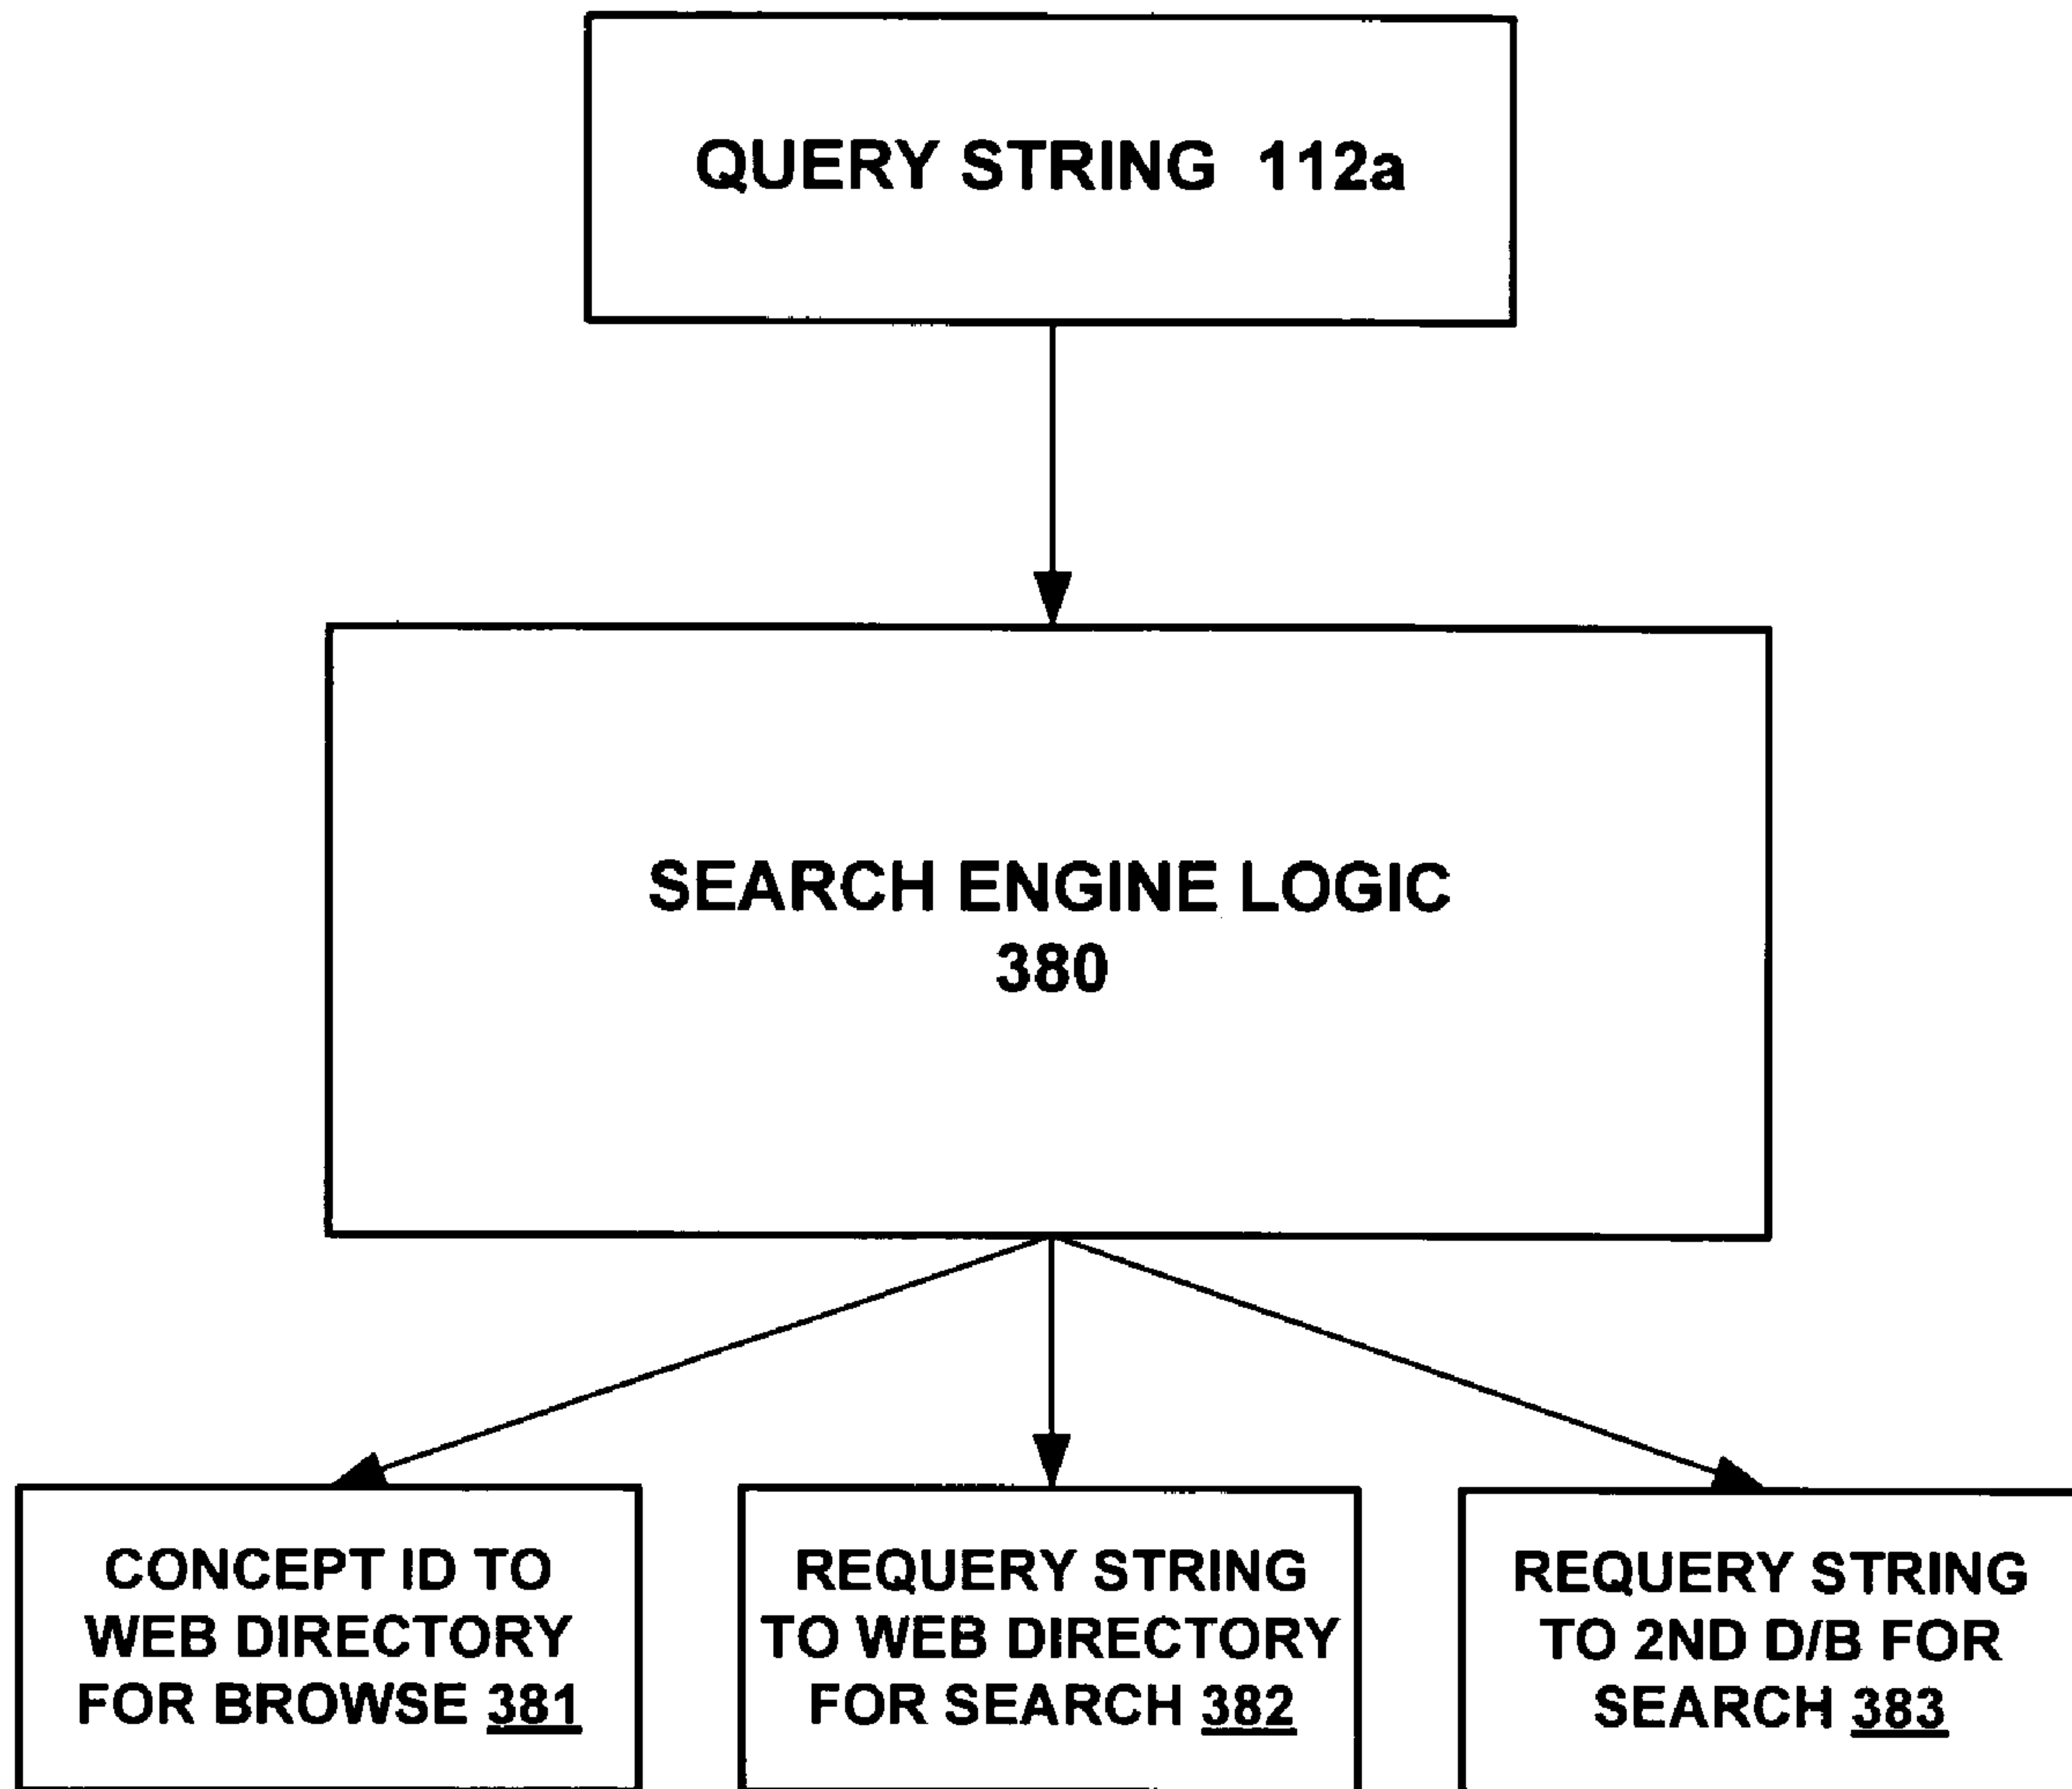 QUERY STRING 112a
SEARCH ENGINE LOGIC
380
CONCEPT ID TO
WEB DIRECTORY
FOR BROWSE 381
REQUERY STRING
TO WEB DIRECTORY
FOR SEARCH 382
REQUERY STRING
TO 2ND D/B FOR
SEARCH 383